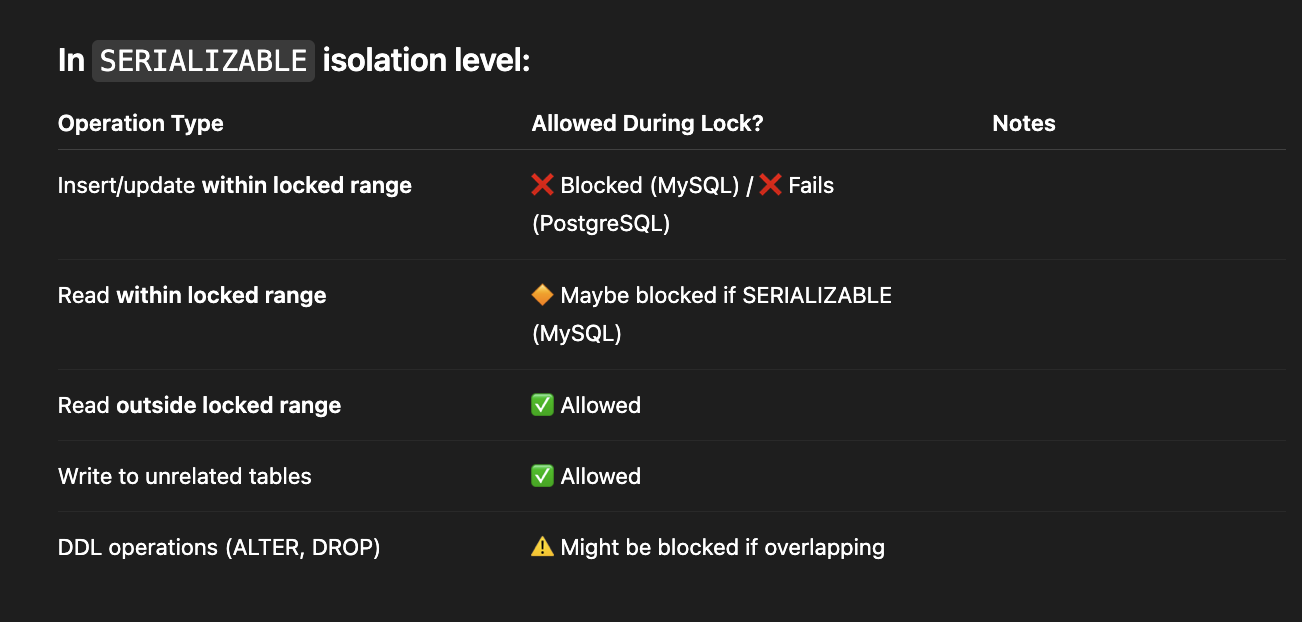 In SERIALIZABLE isolation level:
Operation Type Allowed During Lock? Notes
Insert/update within locked range ❌ Blocked (MySQL) / ❌ Fails
(PostgreSQL)
Read within locked range 🔶 Maybe blocked if SERIALIZABLE
(MySQL)
Read outside locked range ✅ Allowed
Write to unrelated tables ✅ Allowed
DDL operations (ALTER, DROP) ⚠️ Might be blocked if overlapping